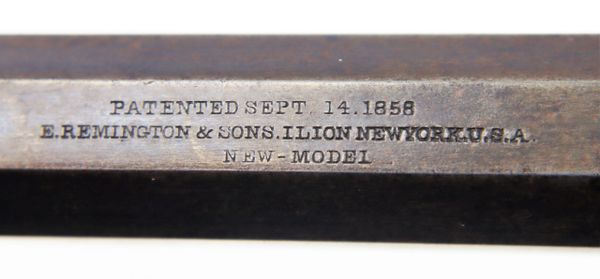 PATENTED SEPT. 14.1858
E.REMINGTON & SONS.ILION NEWYORK.U.S.A.
NEW-MODEL